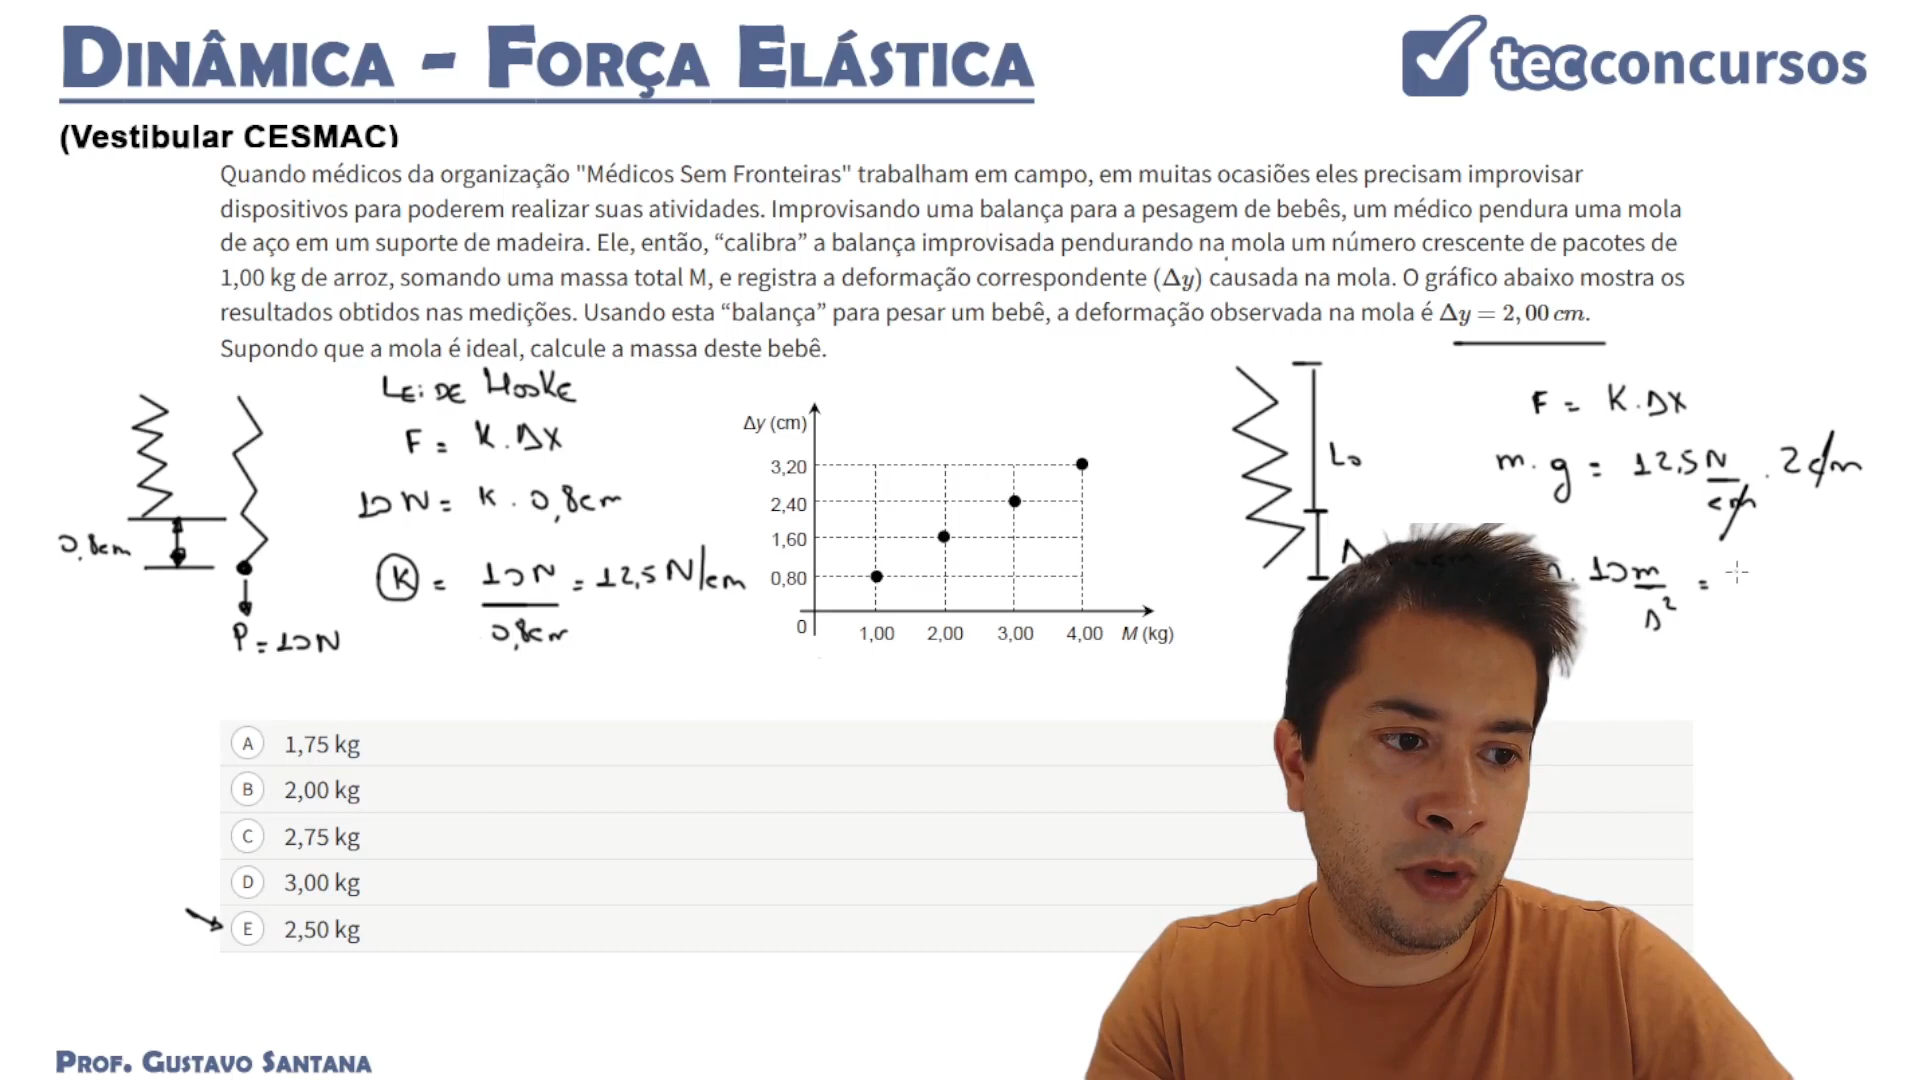 DINÂMICA - FORÇA ELÁSTICA
tecconcursos
(Vestibular CESMAC)
Quando médicos da organização "Médicos Sem Fronteiras" trabalham em campo, em muitas ocasiões eles precisam improvisar
dispositivos para poderem realizar suas atividades. Improvisando uma balança para a pesagem de bebês, um médico pendura uma mola
de aço em um suporte de madeira. Ele, então, “calibra” a balança improvisada pendurando na mola um número crescente de pacotes de
1,00 kg de arroz, somando uma massa total M, e registra a deformação correspondente (Δy) causada na mola. O gráfico abaixo mostra os
resultados obtidos nas medições. Usando esta “balança” para pesar um bebê, a deformação observada na mola é Δy = 2,00 cm.
Supondo que a mola é ideal, calcule a massa deste bebê.
0,8cm
P=10N
LEI DE HOOKE
F = K.ΔX
10N = K.0,8cm
K = 10N / 0,8cm = 12,5 N/cm
Δy (cm)
3,20
2,40
1,60
0,80
0
1,00 2,00 3,00 4,00 M (kg)
L₀
F = K.ΔX
m.g = 12,5 N/cm . 2cm
. 10 m/s² =
A 1,75 kg
B 2,00 kg
C 2,75 kg
D 3,00 kg
E 2,50 kg
PROF. GUSTAVO SANTANA